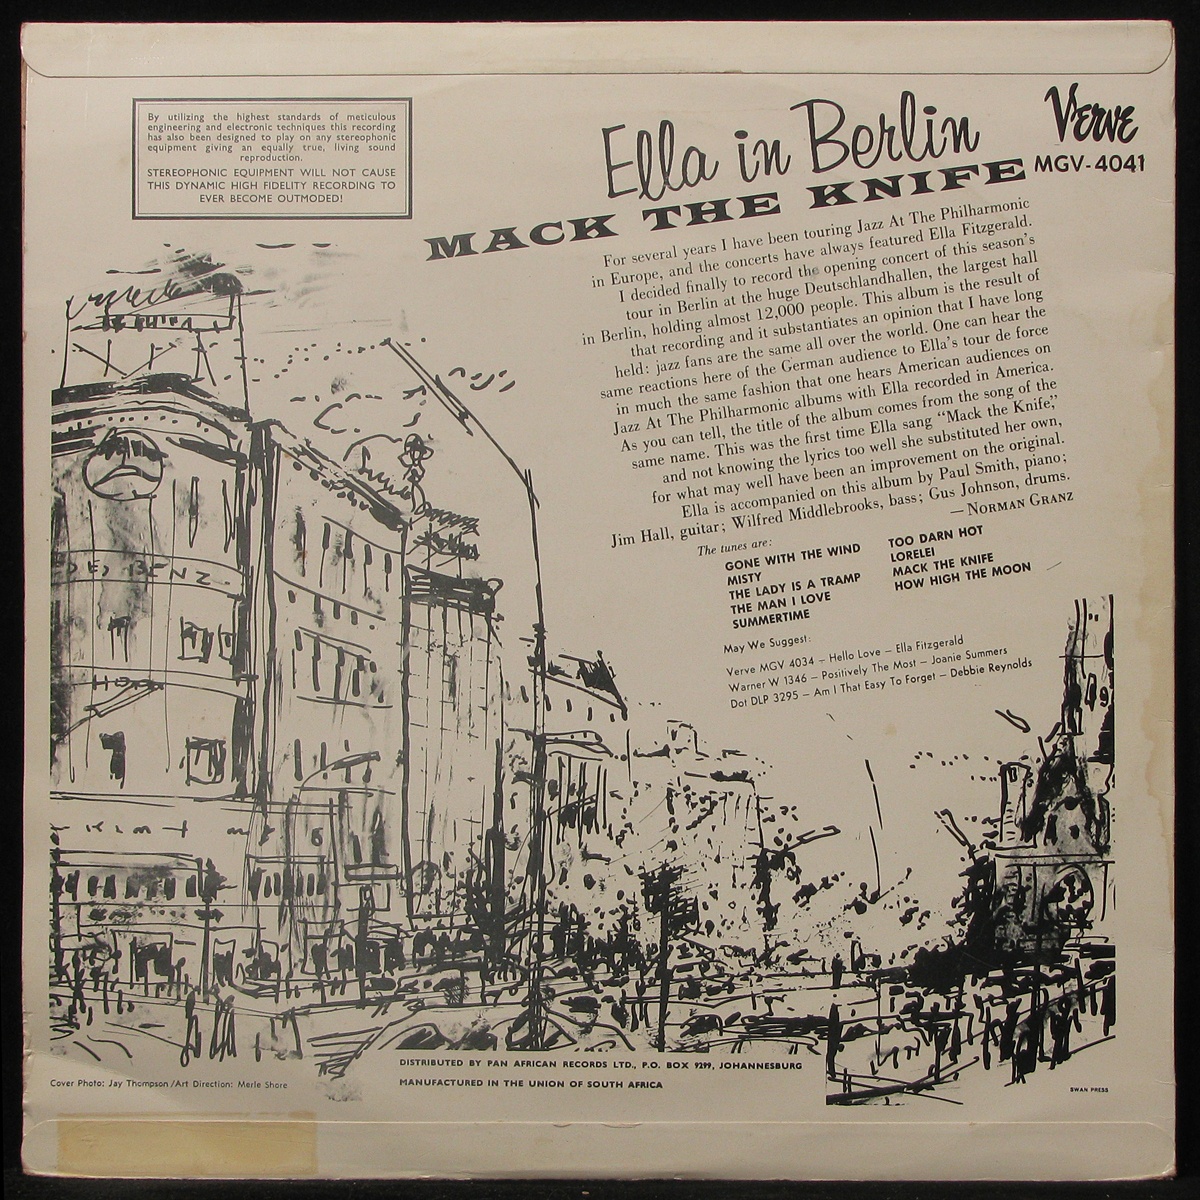 By utilizing the highest standards of meticulous
engineering and electronic techniques this recording
has also been designed to play on any stereophonic
equipment giving an equally true, living sound
reproduction.
STEREOPHONIC EQUIPMENT WILL NOT CAUSE
THIS DYNAMIC HIGH FIDELITY RECORDING TO
EVER BECOME OUTMODED!
Verve
MGV-4041
Ella in Berlin
MACK THE KNIFE
For several years I have been touring Jazz At The Philharmonic
in Europe, and the concerts have always featured Ella Fitzgerald.
I decided finally to record the opening concert of this season's
tour in Berlin at the huge Deutschlandhallen, the largest hall
in Berlin, holding almost 12,000 people. This album is the result of
that recording and it substantiates an opinion that I have long
held: jazz fans are the same all over the world. One can hear the
same reactions here of the German audience to Ella's tour de force
in much the same fashion that one hears American audiences on
Jazz At The Philharmonic albums with Ella recorded in America.
As you can tell, the title of the album comes from the song of the
same name. This was the first time Ella sang “Mack the Knife,”
and not knowing the lyrics too well she substituted her own,
for what may well have been an improvement on the original.
Ella is accompanied on this album by Paul Smith, piano;
Jim Hall, guitar; Wilfred Middlebrooks, bass; Gus Johnson, drums.
— NORMAN GRANZ
The tunes are:
GONE WITH THE WIND
MISTY
THE LADY IS A TRAMP
THE MAN I LOVE
SUMMERTIME
TOO DARN HOT
LORELEI
MACK THE KNIFE
HOW HIGH THE MOON
May We Suggest:
Verve MGV 4034 — Hello Love — Ella Fitzgerald
Warner W 1346 — Positively The Most — Joanie Summers
Dot DLP 3295 — Am I That Easy To Forget — Debbie Reynolds
BENZ
DISTRIBUTED BY PAN AFRICAN RECORDS LTD., P.O. BOX 9299, JOHANNESBURG
MANUFACTURED IN THE UNION OF SOUTH AFRICA
Cover Photo: Jay Thompson/Art Direction: Merle Shore
SWAN PRESS